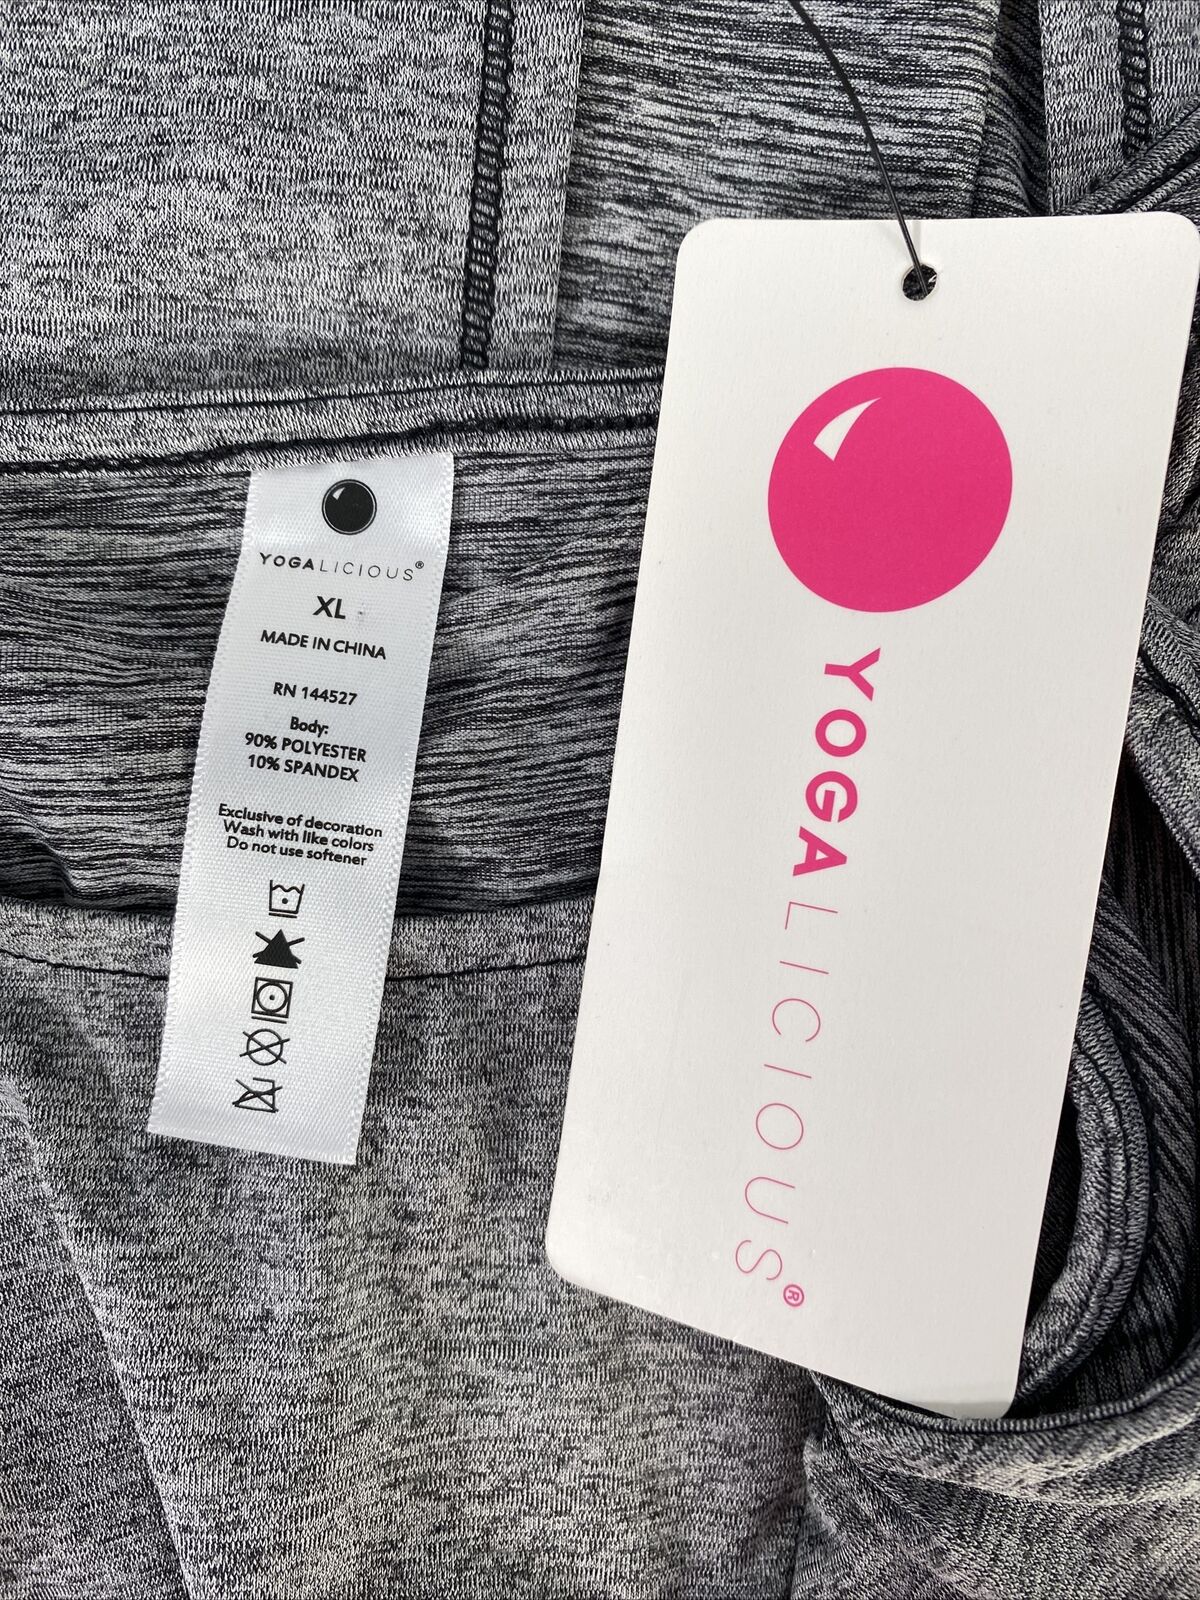 YOGALICIOUS®
XL
MADE IN CHINA
RN 144527
Body:
90% POLYESTER
10% SPANDEX
Exclusive of decoration
Wash with like colors
Do not use softener
YOGALICIOUS®